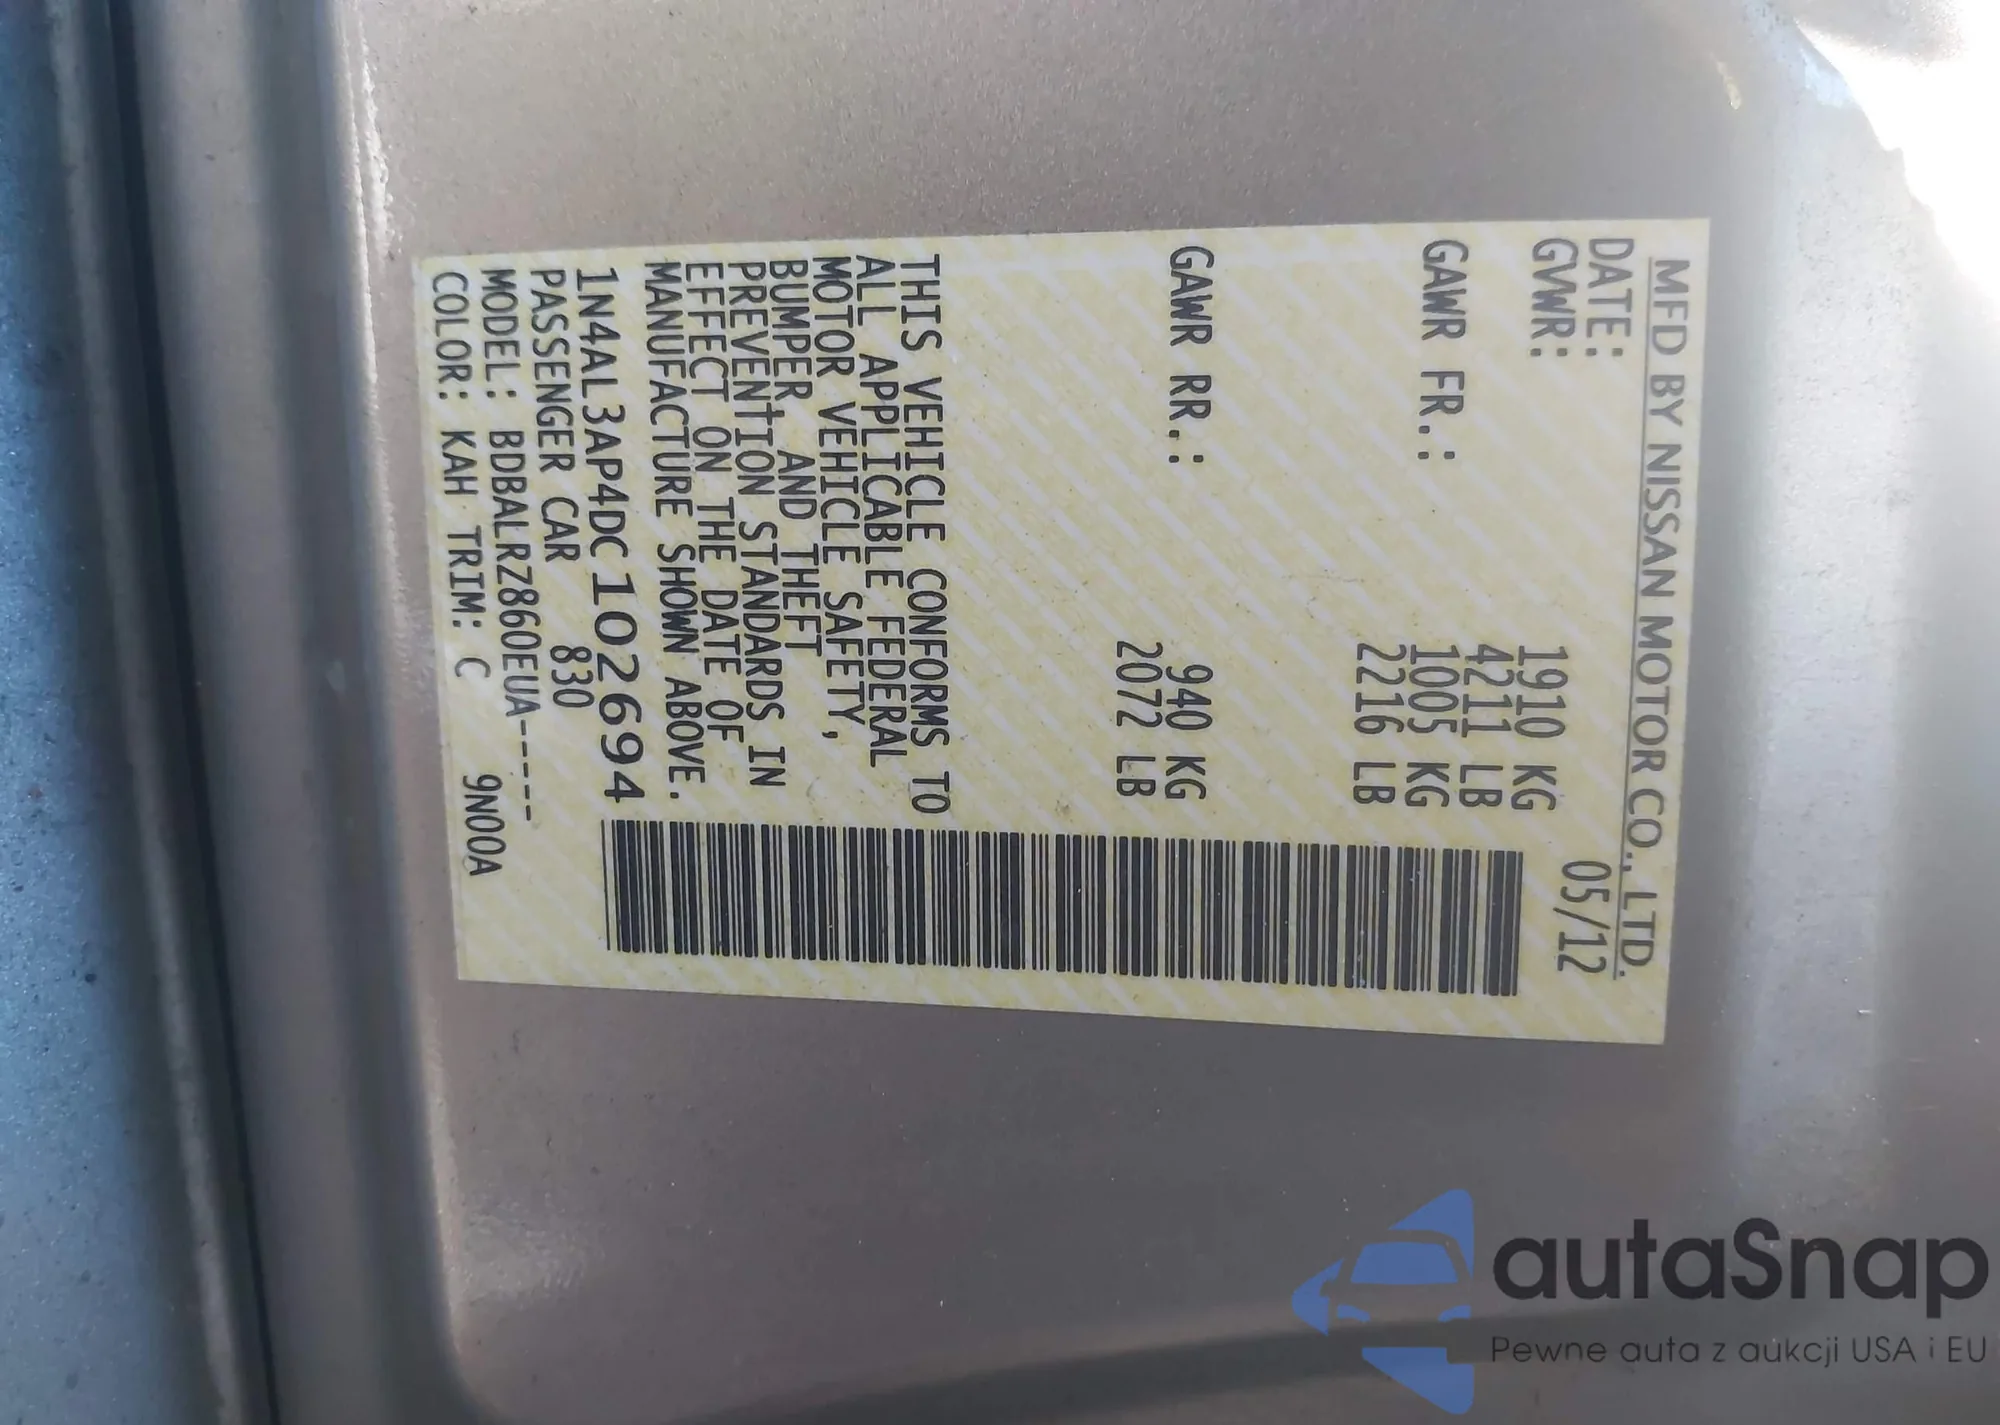 MFD BY NISSAN MOTOR CO., LTD.
DATE: 05/12
GVWR: 1910 KG
4211 LB
GAWR FR.: 1005 KG
2216 LB
GAWR RR.: 940 KG
2072 LB
THIS VEHICLE CONFORMS TO
ALL APPLICABLE FEDERAL
MOTOR VEHICLE SAFETY,
BUMPER, AND THEFT
PREVENTION STANDARDS IN
EFFECT ON THE DATE OF
MANUFACTURE SHOWN ABOVE.
1N4AL3AP4DC102694
PASSENGER CAR 830
MODEL: BDBALRZ860EUA-----
COLOR: KAH TRIM: C 9N00A
autaSnap
Pewne auta z aukcji USA i EU